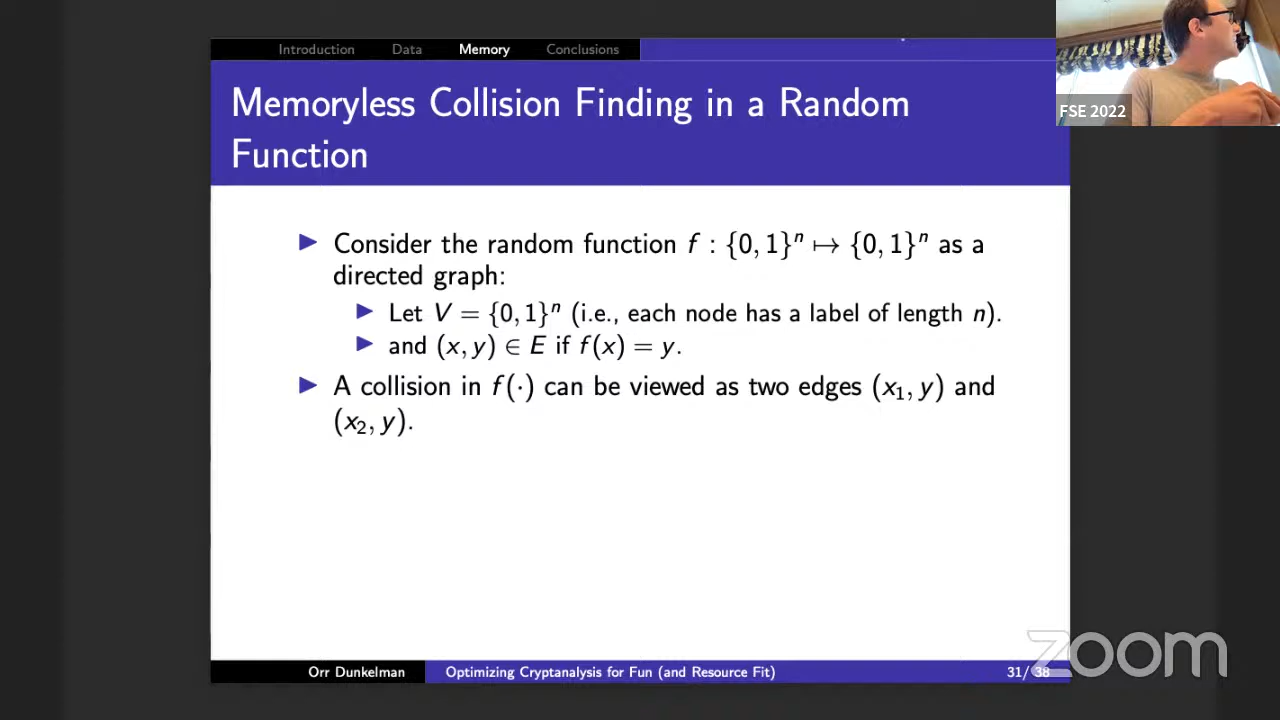 Introduction Data Memory Conclusions
Memoryless Collision Finding in a Random
Function
FSE 2022
▶ Consider the random function f : {0, 1}ⁿ ↦ {0, 1}ⁿ as a
directed graph:
▶ Let V = {0, 1}ⁿ (i.e., each node has a label of length n).
▶ and (x, y) ∈ E if f(x) = y.
▶ A collision in f(·) can be viewed as two edges (x₁, y) and
(x₂, y).
zoom
Orr Dunkelman Optimizing Cryptanalysis for Fun (and Resource Fit) 31/ 38